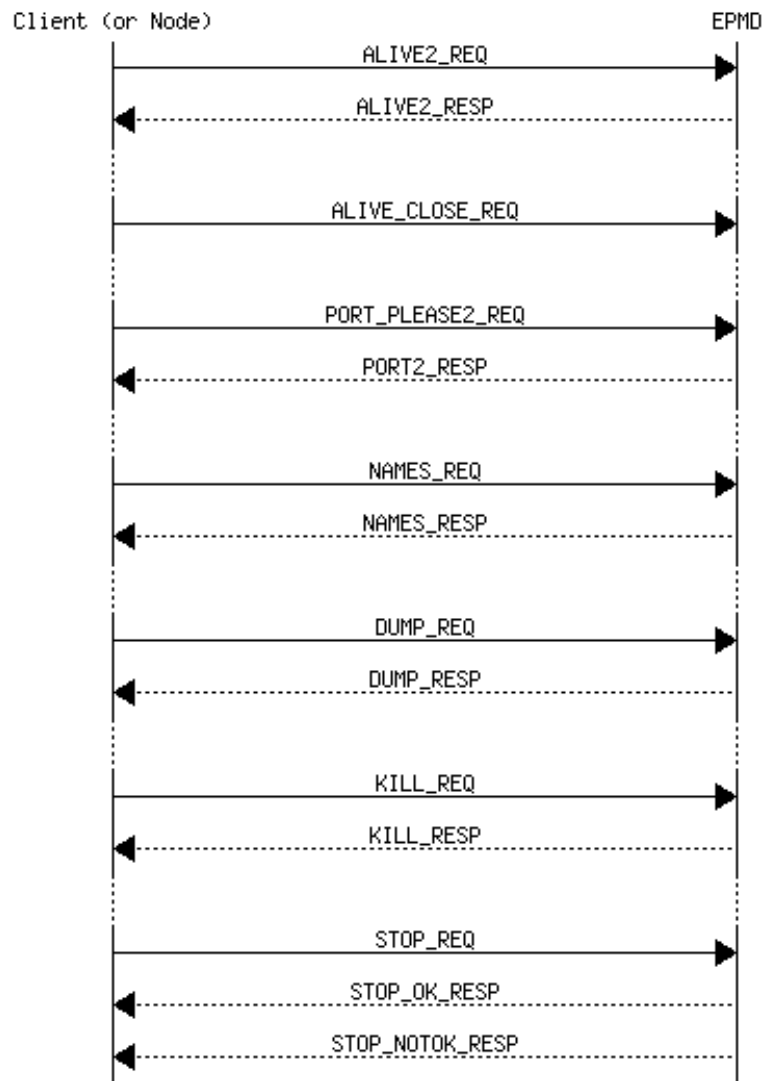 Client (or Node) EPMD
ALIVE2_REQ
ALIVE2_RESP
ALIVE_CLOSE_REQ
PORT_PLEASE2_REQ
PORT2_RESP
NAMES_REQ
NAMES_RESP
DUMP_REQ
DUMP_RESP
KILL_REQ
KILL_RESP
STOP_REQ
STOP_OK_RESP
STOP_NOTOK_RESP